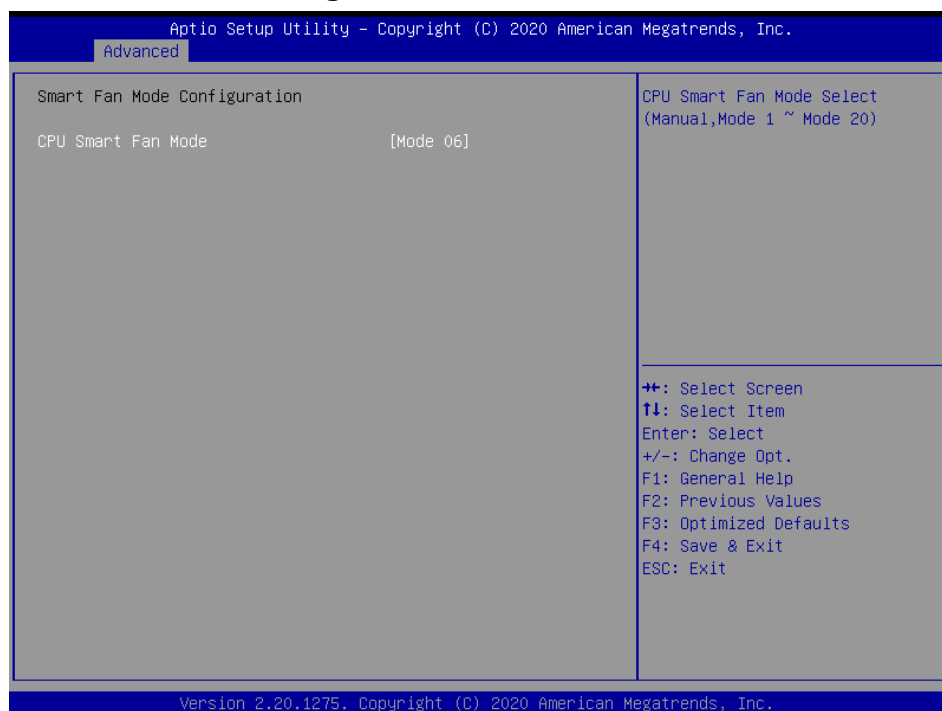 Aptio Setup Utility – Copyright (C) 2020 American Megatrends, Inc.
Advanced
Smart Fan Mode Configuration
CPU Smart Fan Mode [Mode 06]
CPU Smart Fan Mode Select
(Manual,Mode 1 ~ Mode 20)
→←: Select Screen
↑↓: Select Item
Enter: Select
+/-: Change Opt.
F1: General Help
F2: Previous Values
F3: Optimized Defaults
F4: Save & Exit
ESC: Exit
Version 2.20.1275. Copyright (C) 2020 American Megatrends, Inc.